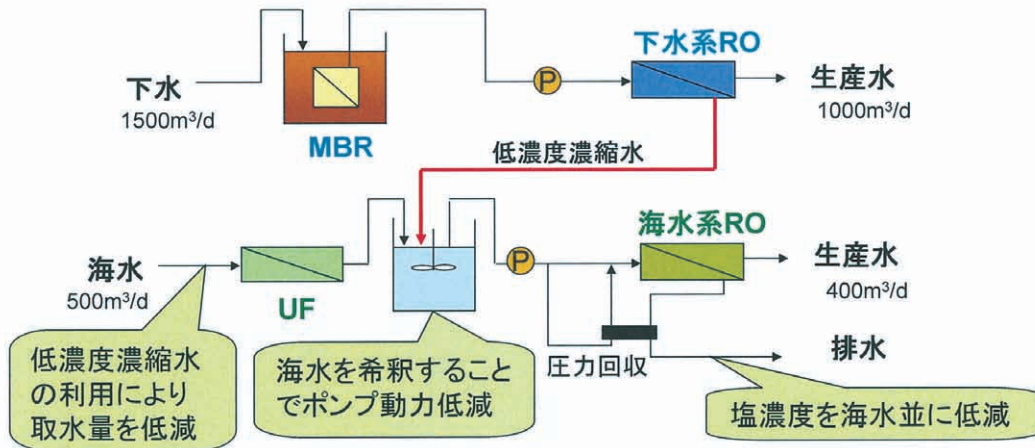 下水
1500m³/d
MBR
P
下水系RO
生産水
1000m³/d
低濃度濃縮水
海水
500m³/d
UF
P
海水系RO
生産水
400m³/d
圧力回収
排水
低濃度濃縮水
の利用により
取水量を低減
海水を希釈すること
でポンプ動力低減
塩濃度を海水並に低減